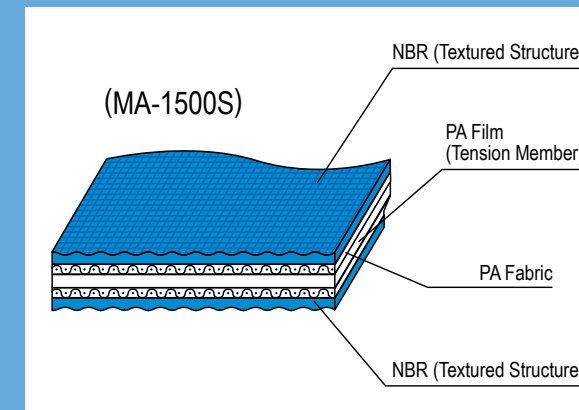 NBR (Textured Structure
(MA-1500S)
PA Film
(Tension Member)
PA Fabric
NBR (Textured Structure